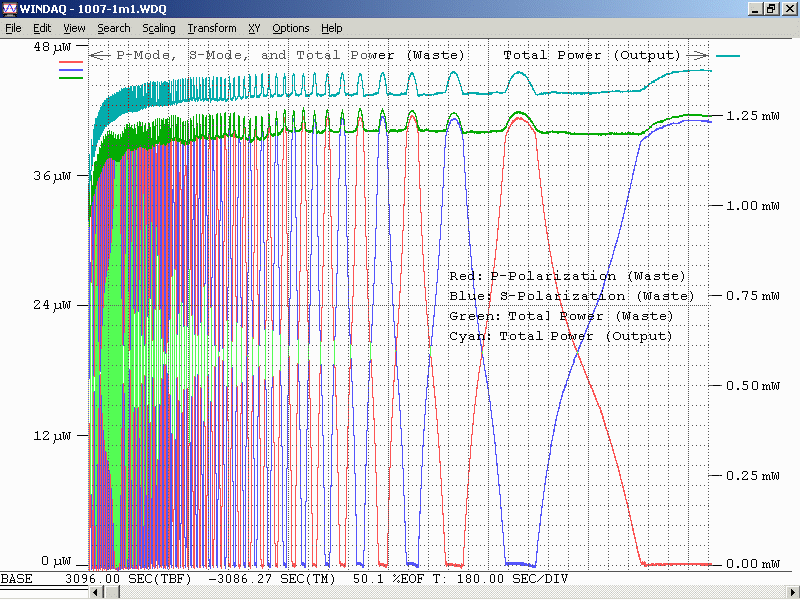 WINDAQ - 1007-1m1.WDQ
File Edit View Search Scaling Transform XY Options Help
48 µW
P-Mode, S-Mode, and Total Power (Waste) Total Power (Output)
1.25 mW
36 µW
1.00 mW
Red: P-Polarization (Waste)
Blue: S-Polarization (Waste)
0.75 mW
24 µW
Green: Total Power (Waste)
Cyan: Total Power (Output)
0.50 mW
12 µW
0.25 mW
0 µW
0.00 mW
BASE 3096.00 SEC(TBF) -3086.27 SEC(TM) 50.1 %EOF T: 180.00 SEC/DIV